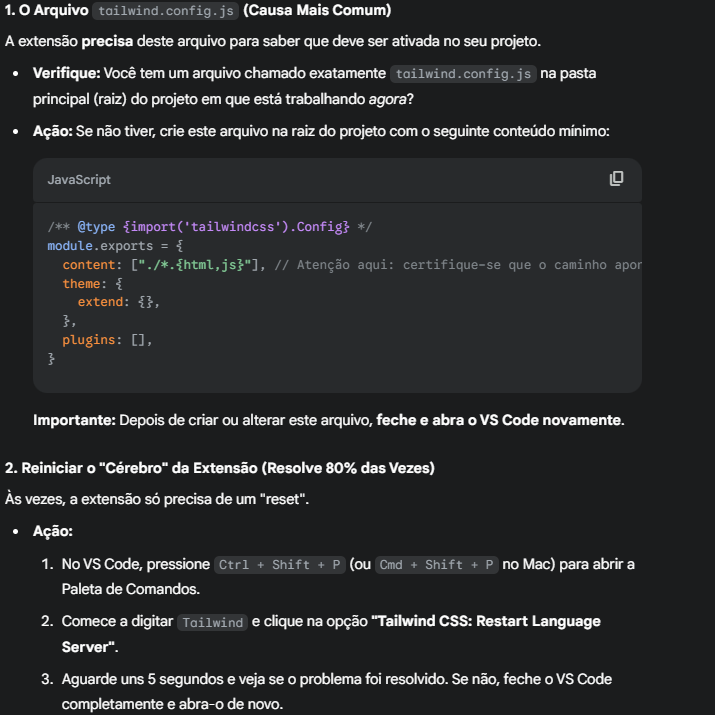 1. O Arquivo tailwind.config.js (Causa Mais Comum)
A extensão precisa deste arquivo para saber que deve ser ativada no seu projeto.
• Verifique: Você tem um arquivo chamado exatamente tailwind.config.js na pasta
principal (raiz) do projeto em que está trabalhando agora?
• Ação: Se não tiver, crie este arquivo na raiz do projeto com o seguinte conteúdo mínimo:
JavaScript
/** @type {import('tailwindcss').Config} */
module.exports = {
  content: ["./*.{html,js}"], // Atenção aqui: certifique-se que o caminho apon
  theme: {
    extend: {},
  },
  plugins: [],
}
Importante: Depois de criar ou alterar este arquivo, feche e abra o VS Code novamente.
2. Reiniciar o "Cérebro" da Extensão (Resolve 80% das Vezes)
Às vezes, a extensão só precisa de um "reset".
• Ação:
1. No VS Code, pressione Ctrl + Shift + P (ou Cmd + Shift + P no Mac) para abrir a
Paleta de Comandos.
2. Comece a digitar Tailwind e clique na opção "Tailwind CSS: Restart Language
Server".
3. Aguarde uns 5 segundos e veja se o problema foi resolvido. Se não, feche o VS Code
completamente e abra-o de novo.